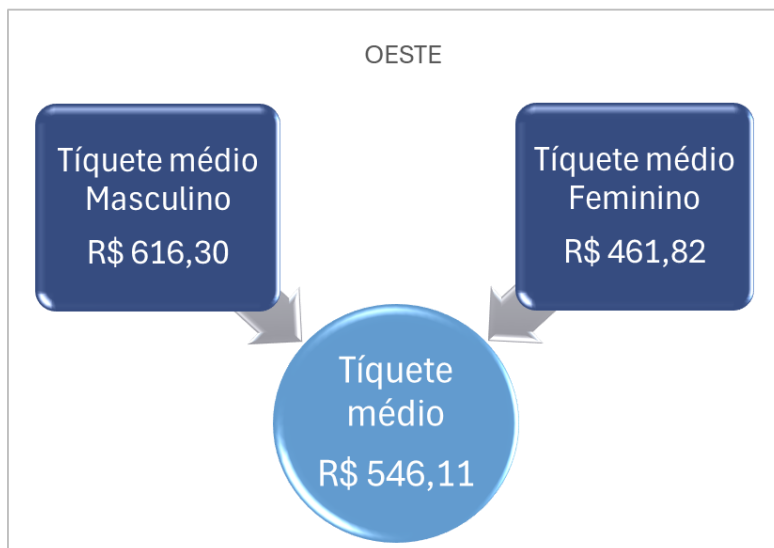 OESTE
Tíquete médio
Masculino
R$ 616,30
Tíquete médio
Feminino
R$ 461,82
Tíquete
médio
R$ 546,11